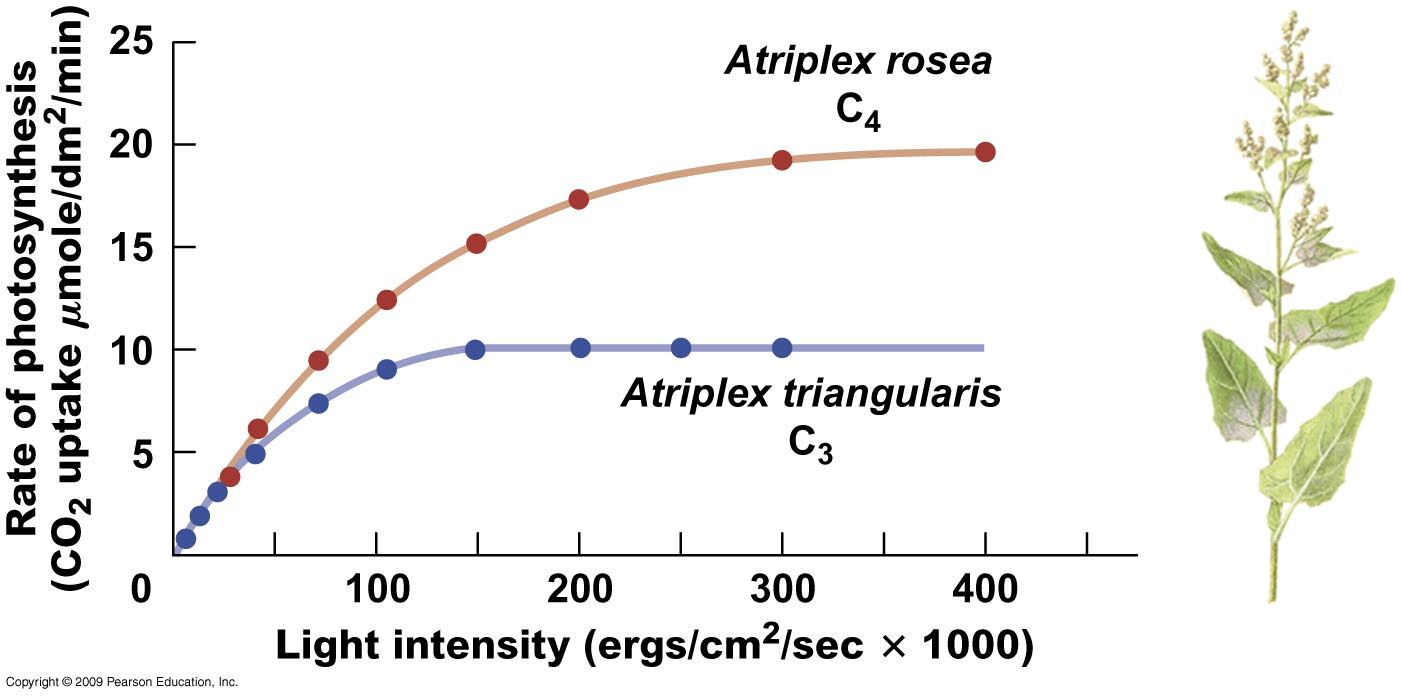 Rate of photosynthesis
(CO₂ uptake μmole/dm²/min)
25
20
15
10
5
0
Atriplex rosea
C₄
Atriplex triangularis
C₃
100 200 300 400
Light intensity (ergs/cm²/sec × 1000)
Copyright © 2009 Pearson Education, Inc.